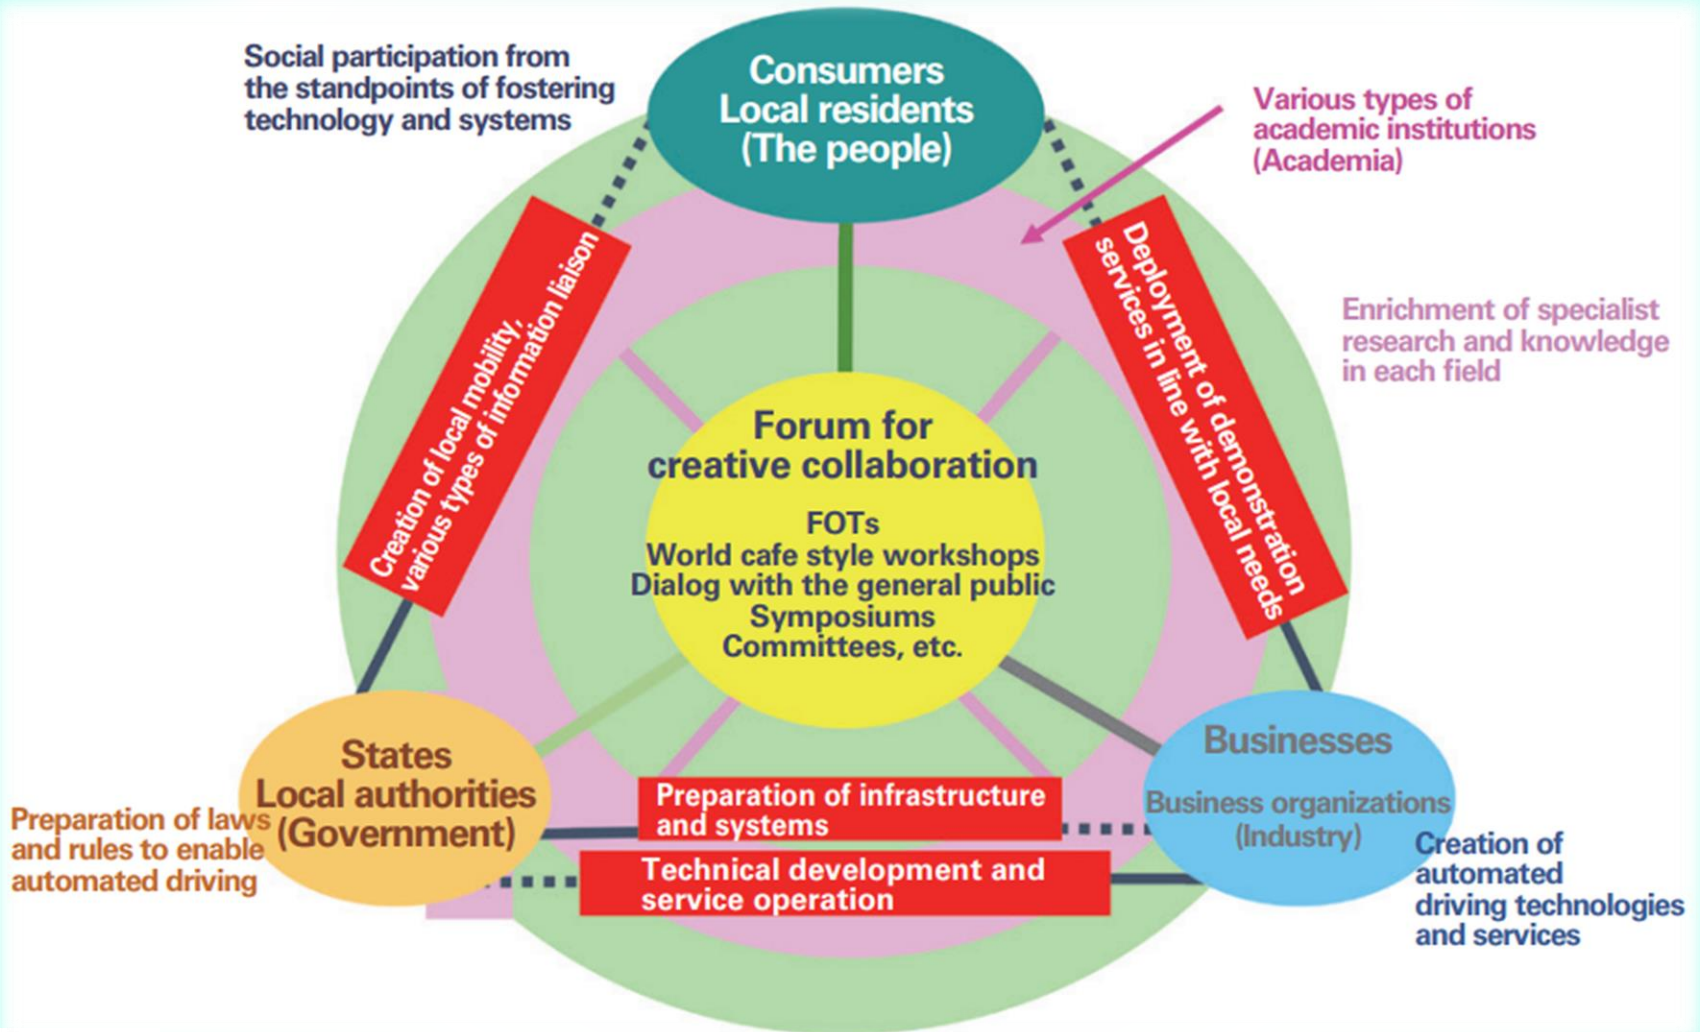 Social participation from
the standpoints of fostering
technology and systems
Consumers
Local residents
(The people)
Various types of
academic institutions
(Academia)
Creation of local mobility,
various types of information liaison
Deployment of demonstration
services in line with local needs
Enrichment of specialist
research and knowledge
in each field
Forum for
creative collaboration
FOTs
World cafe style workshops
Dialog with the general public
Symposiums
Committees, etc.
States
Local authorities
(Government)
Preparation of laws
and rules to enable
automated driving
Preparation of infrastructure
and systems
Technical development and
service operation
Businesses
Business organizations
(Industry)
Creation of
automated
driving technologies
and services